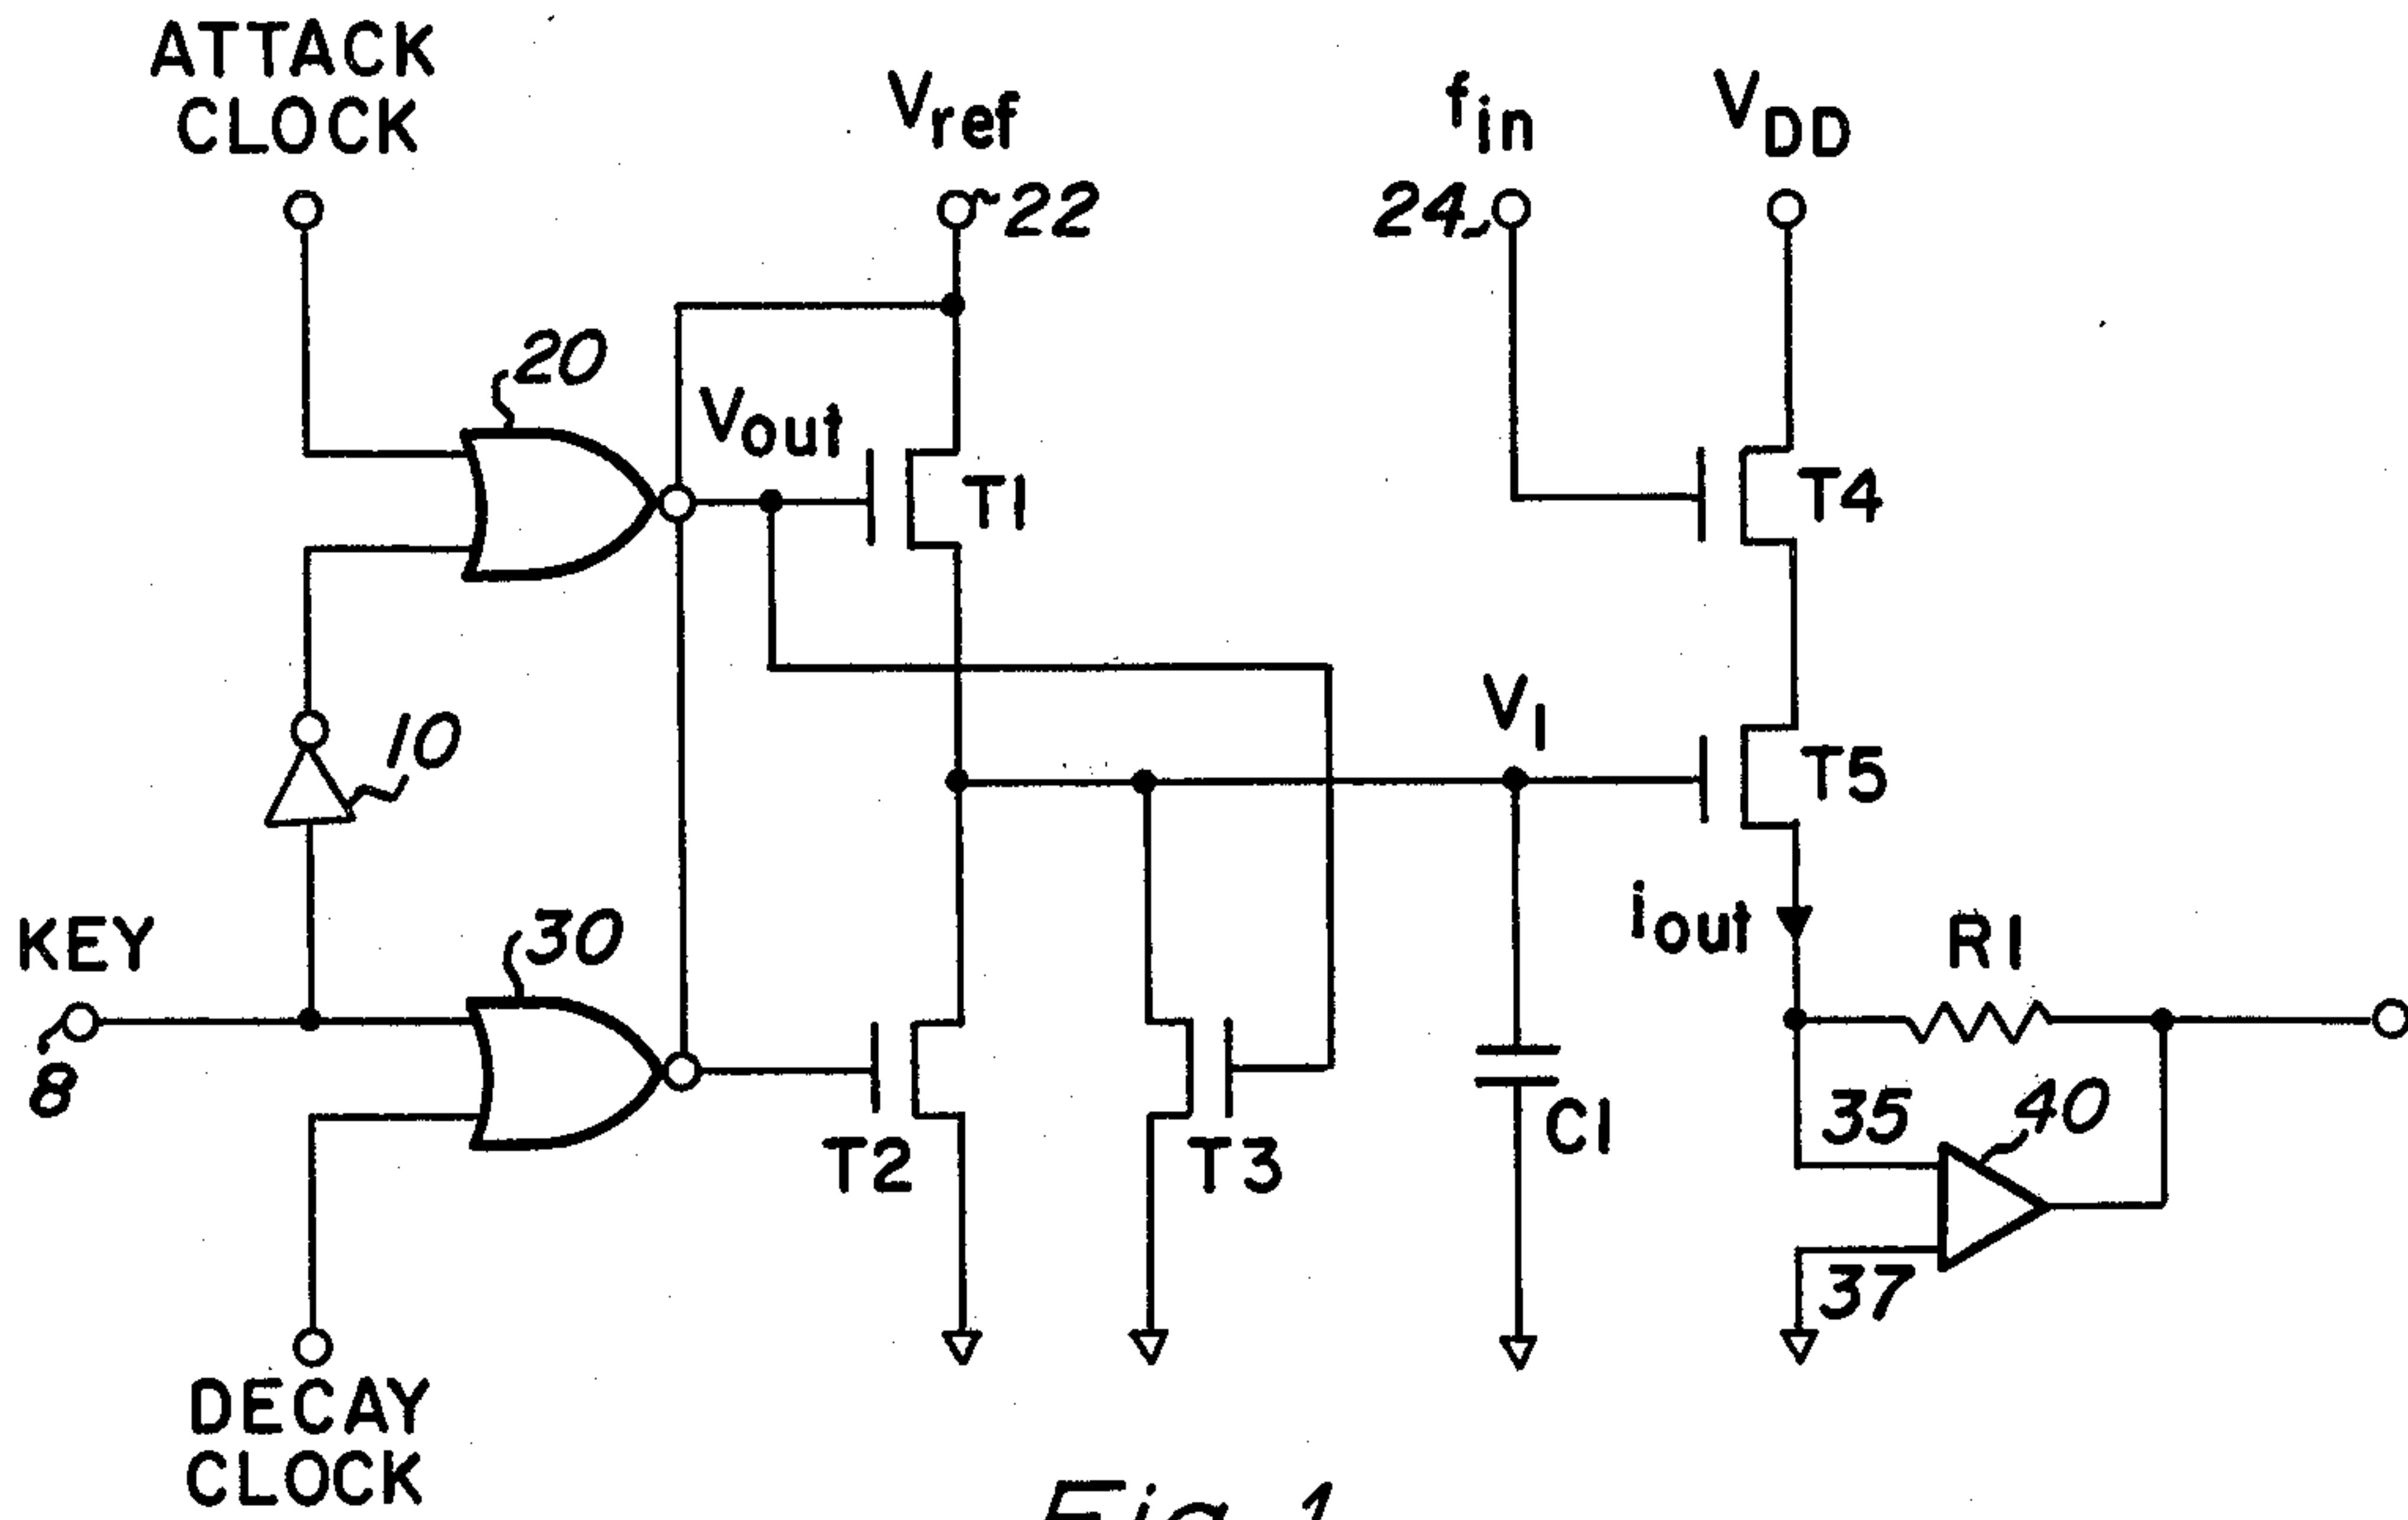 ATTACK
CLOCK
Vref
22
fin
24
VDD
20
Vout
T1
T4
10
V1
T5
KEY
8
30
iout
R1
35
40
T2
T3
C1
37
DECAY
CLOCK
Fig. 1